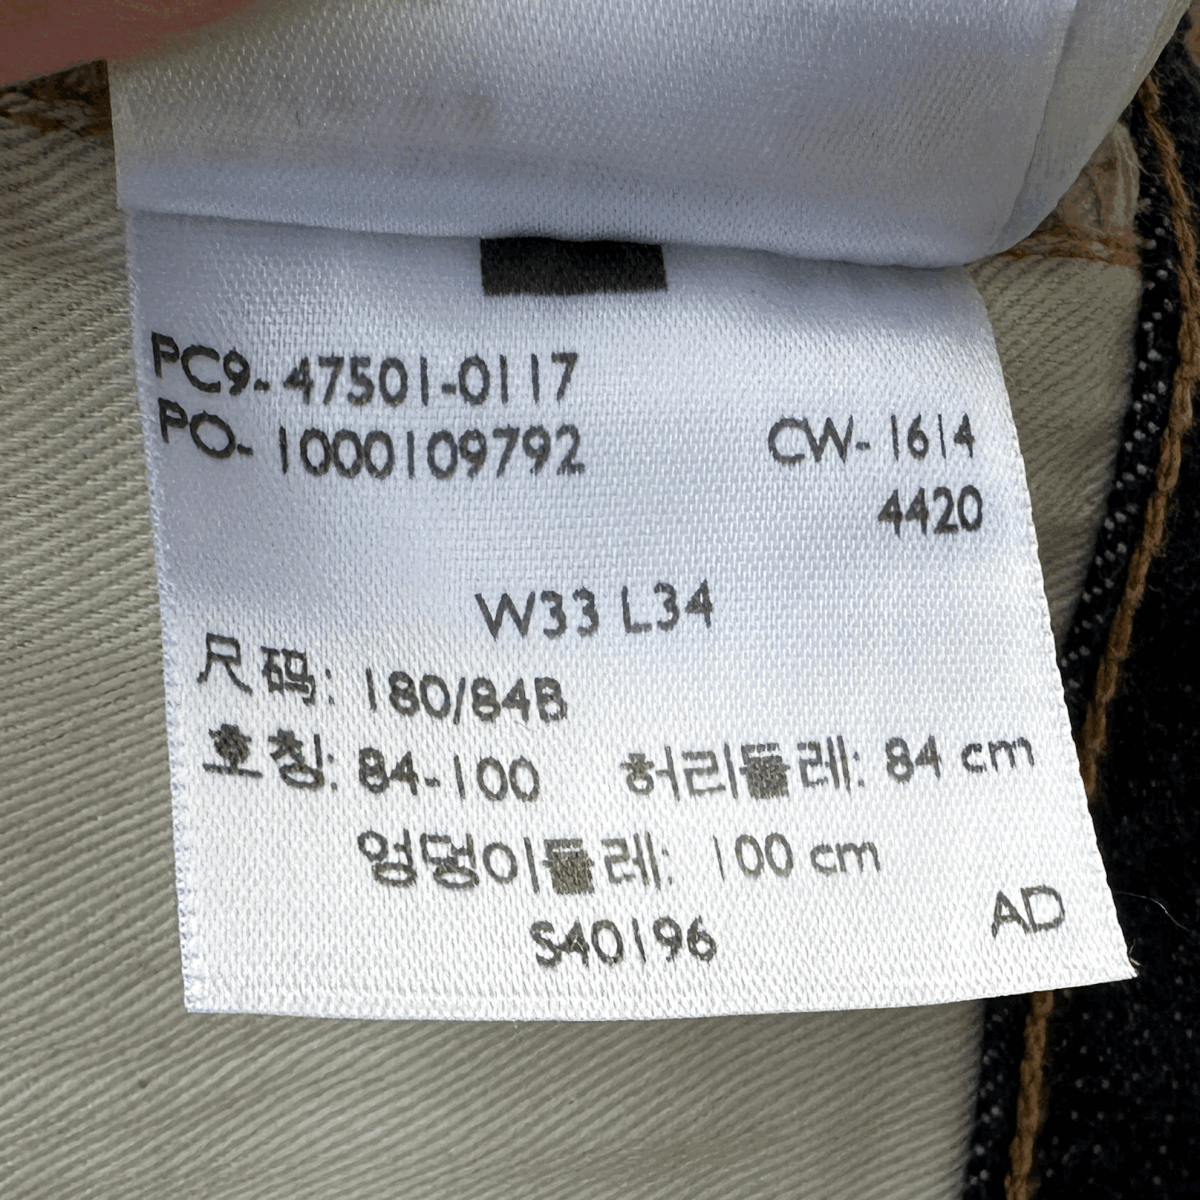 PC9-47501-0117
PO-1000109792
CW-1614
4420
W33 L34
尺码: 180/84B
호칭: 84-100 허리둘레: 84 cm
엉덩이둘레: 100 cm
S40196
AD